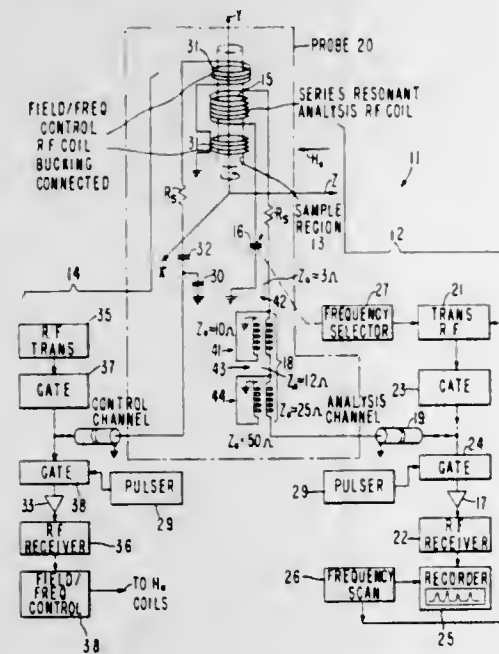 Y
31
PROBE 20
15
FIELD/FREQ
CONTROL
RF COIL
BUCKING
CONNECTED
SERIES RESONANT
ANALYSIS RF COIL
31
H₀
11
Z
RS
RS
SAMPLE
REGION
13
12
16
14
X
32
30
Z₀ = 3Ω
42
27
21
35
RF
TRANS
FREQUENCY
SELECTOR
TRANS
RF
Z₀=10Ω
41
43
18
37
GATE
23
GATE
Z₀=12Ω
44
Z₀=25Ω
CONTROL
CHANNEL
ANALYSIS
CHANNEL
19
Z₀=50Ω
24
GATE
38
PULSER
29
PULSER
29
GATE
33
17
RF
RECEIVER
36
22
RF
RECEIVER
FIELD/
FREQ
CONTROL
38
TO H₀
COILS
26
FREQUENCY
SCAN
RECORDER
25